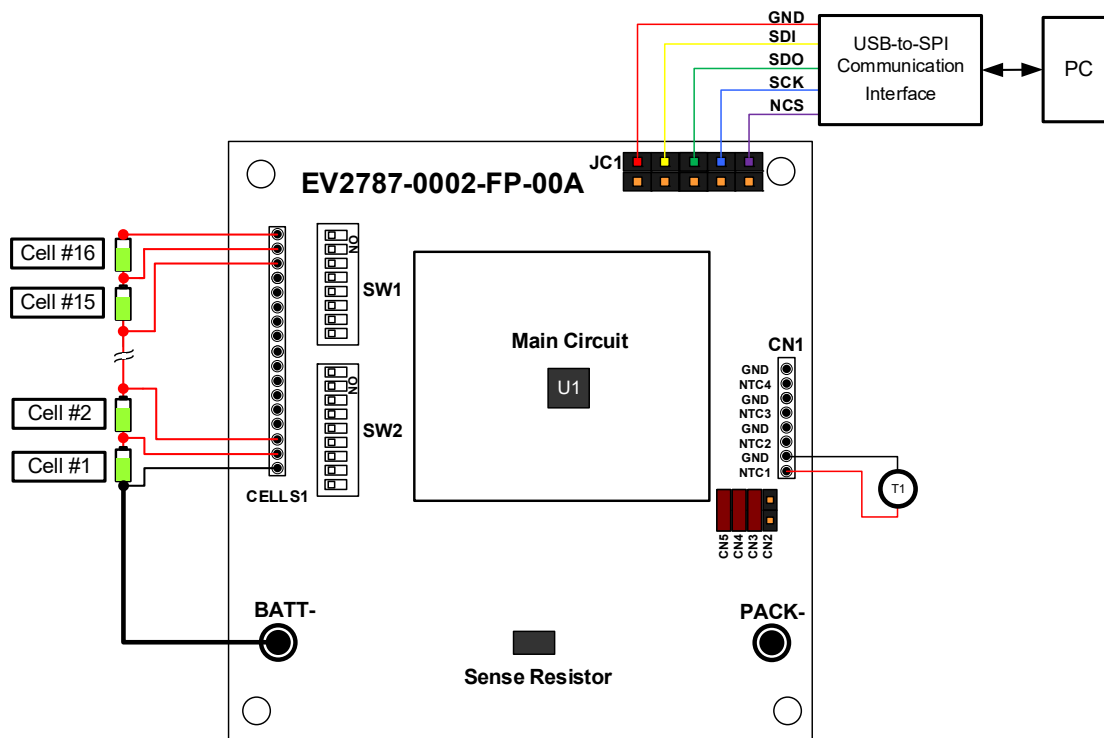 GND
SDI
SDO
SCK
NCS
USB-to-SPI
Communication
Interface
PC
JC1
EV2787-0002-FP-00A
Cell #16
Cell #15
Cell #2
Cell #1
CELLS1
ON
SW1
ON
SW2
Main Circuit
U1
CN1
GND
NTC4
GND
NTC3
GND
NTC2
GND
NTC1
T1
CN5
CN4
CN3
CN2
BATT-
PACK-
Sense Resistor